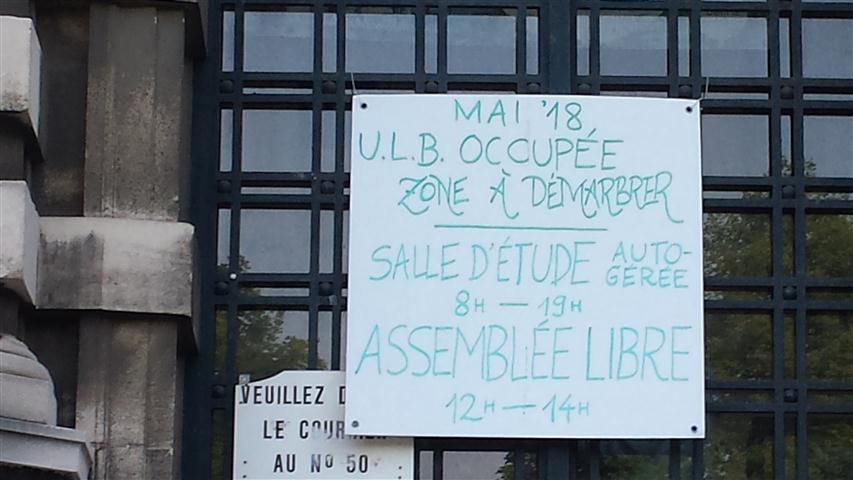 MAI '18
U.L.B. OCCUPÉE
ZONE À DÉMARBRER
SALLE D'ÉTUDE AUTO-
GÉRÉE
8H — 19H
ASSEMBLÉE LIBRE
12H — 14H
VEUILLEZ
LE
AU Nº 50